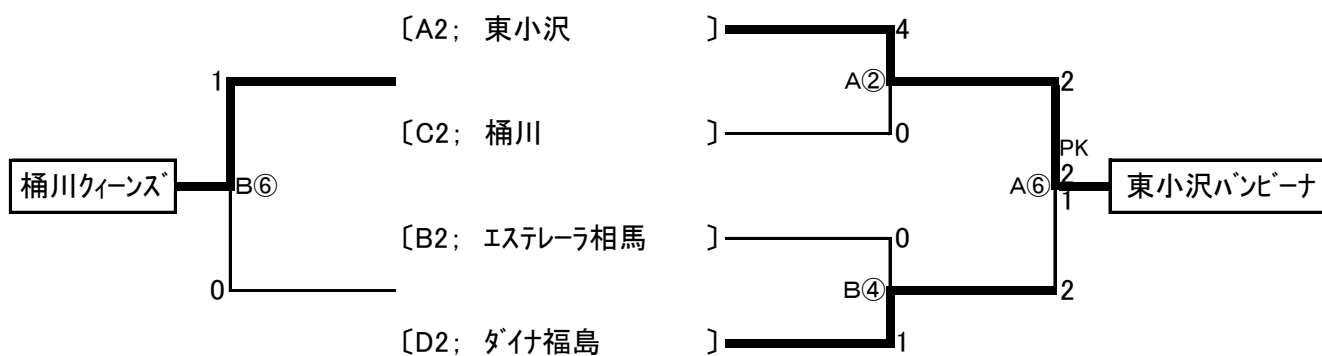 〔A2; 東小沢 〕 4
1 A② 2
〔C2; 桶川 〕 0
PK
桶川クィーンズ B⑥ A⑥ 2 東小沢バンビーナ
1
〔B2; エステレーラ相馬 〕 0
0 B④ 2
〔D2; ダイナ福島 〕 1